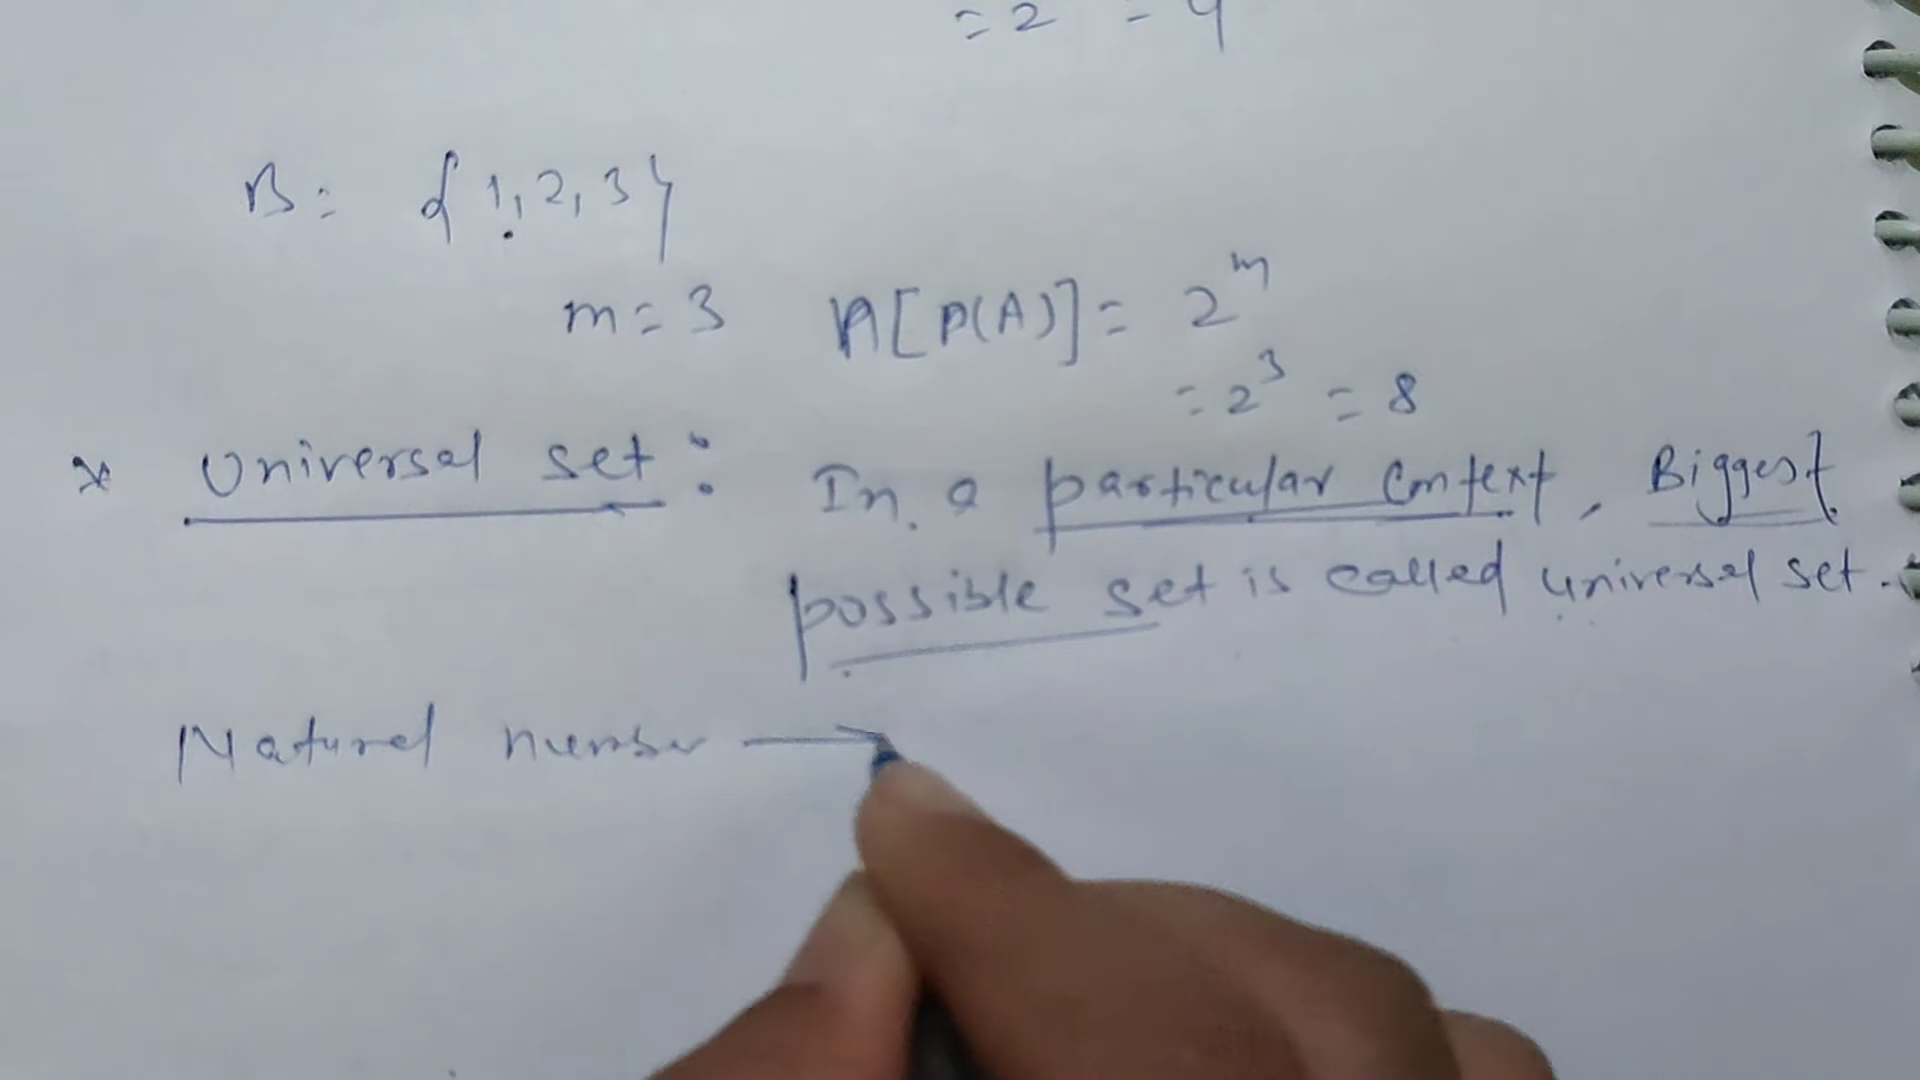 = 2 = 4
B = {1, 2, 3}
m = 3 n[P(A)] = 2^m
= 2^3 = 8
* Universal set : In a particular context, Biggest
possible set is called universal set.
Natural number →